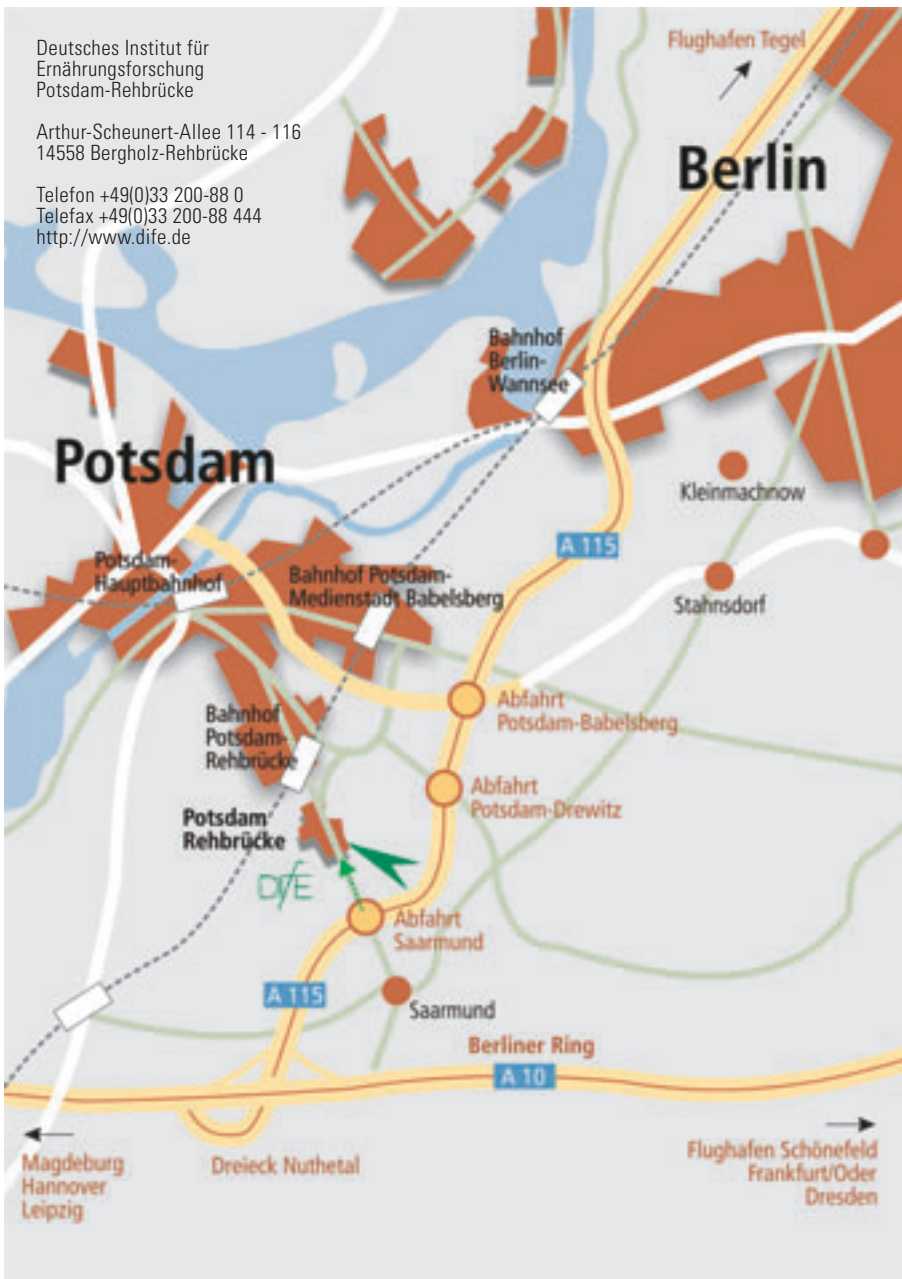 Deutsches Institut für
Ernährungsforschung
Potsdam-Rehbrücke
Arthur-Scheunert-Allee 114 - 116
14558 Bergholz-Rehbrücke
Telefon +49(0)33 200-88 0
Telefax +49(0)33 200-88 444
http://www.dife.de
Flughafen Tegel
Berlin
Bahnhof
Berlin-
Wannsee
Potsdam
Kleinmachnow
A 115
Potsdam-
Hauptbahnhof
Bahnhof Potsdam-
Medienstadt Babelsberg
Stahnsdorf
Abfahrt
Potsdam-Babelsberg
Bahnhof
Potsdam-
Rehbrücke
Abfahrt
Potsdam-Drewitz
Potsdam
Rehbrücke
DIfE
Abfahrt
Saarmund
A 115
Saarmund
Berliner Ring
A 10
Magdeburg
Hannover
Leipzig
Dreieck Nuthetal
Flughafen Schönefeld
Frankfurt/Oder
Dresden